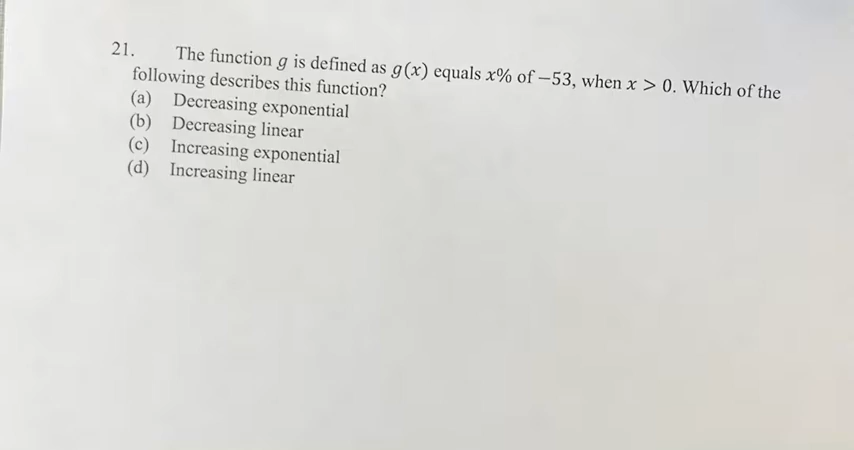 21. The function g is defined as g(x) equals x% of −53, when x > 0. Which of the
following describes this function?
(a) Decreasing exponential
(b) Decreasing linear
(c) Increasing exponential
(d) Increasing linear